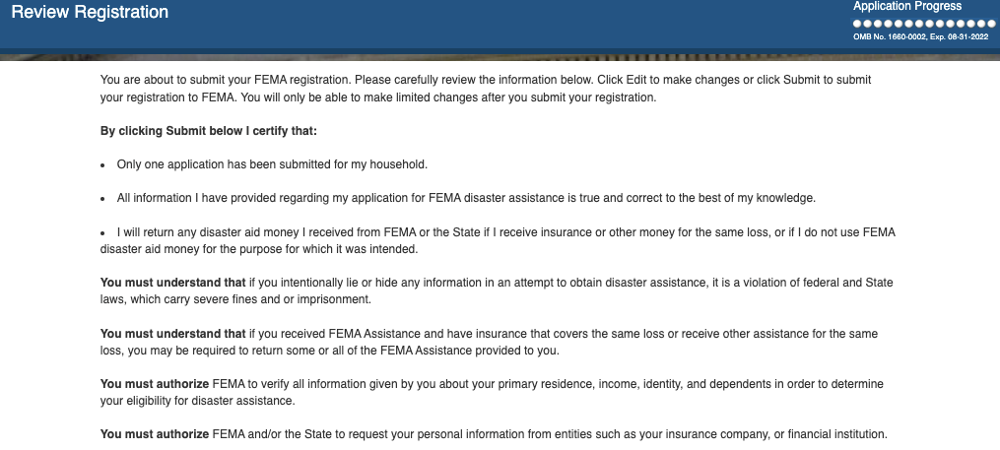 Review Registration
Application Progress
OMB No. 1660-0002, Exp. 08-31-2022
You are about to submit your FEMA registration. Please carefully review the information below. Click Edit to make changes or click Submit to submit
your registration to FEMA. You will only be able to make limited changes after you submit your registration.
By clicking Submit below I certify that:
• Only one application has been submitted for my household.
• All information I have provided regarding my application for FEMA disaster assistance is true and correct to the best of my knowledge.
• I will return any disaster aid money I received from FEMA or the State if I receive insurance or other money for the same loss, or if I do not use FEMA
disaster aid money for the purpose for which it was intended.
You must understand that if you intentionally lie or hide any information in an attempt to obtain disaster assistance, it is a violation of federal and State
laws, which carry severe fines and or imprisonment.
You must understand that if you received FEMA Assistance and have insurance that covers the same loss or receive other assistance for the same
loss, you may be required to return some or all of the FEMA Assistance provided to you.
You must authorize FEMA to verify all information given by you about your primary residence, income, identity, and dependents in order to determine
your eligibility for disaster assistance.
You must authorize FEMA and/or the State to request your personal information from entities such as your insurance company, or financial institution.